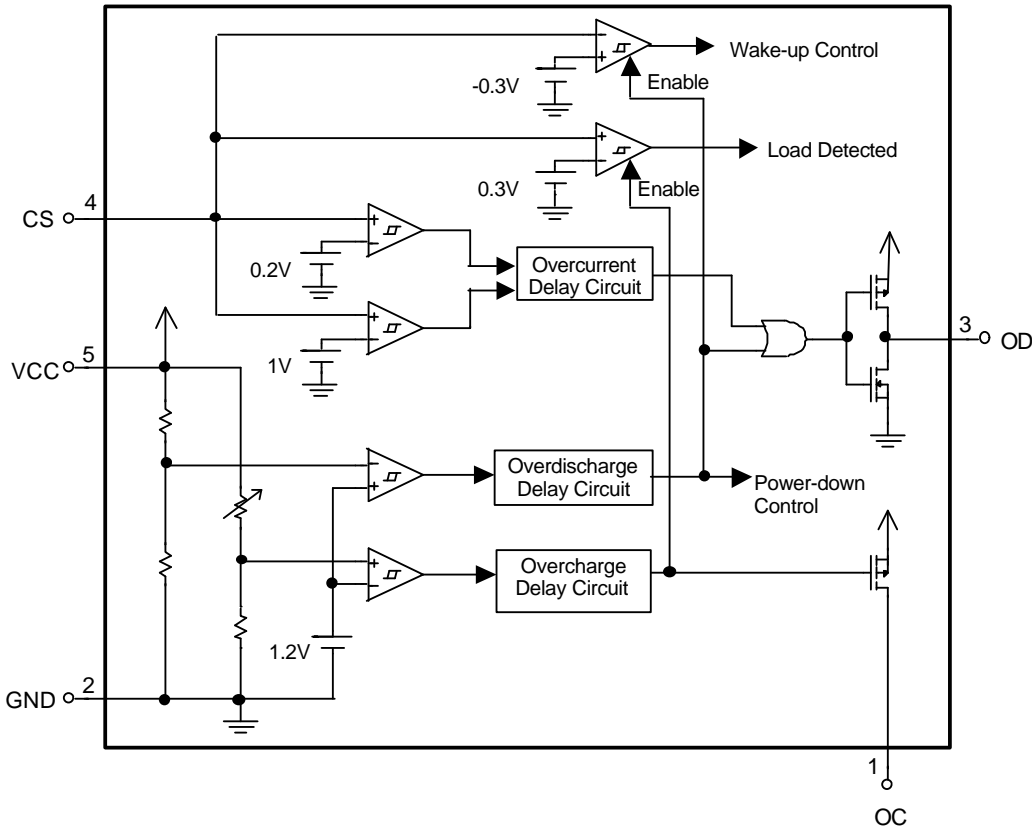 Wake-up Control
-0.3V
Enable
Load Detected
0.3V
Enable
CS
4
0.2V
Overcurrent
Delay Circuit
1V
3
OD
VCC
5
Overdischarge
Delay Circuit
Power-down
Control
Overcharge
Delay Circuit
1.2V
GND
2
1
OC